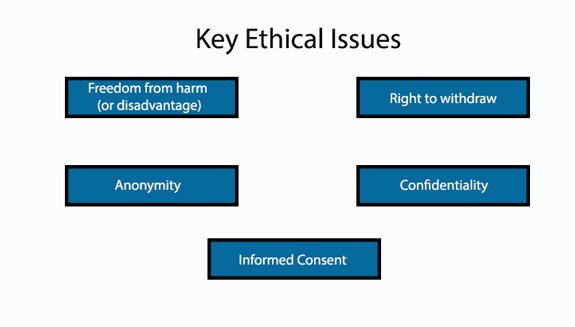 Key Ethical Issues
Freedom from harm
(or disadvantage)
Right to withdraw
Anonymity
Confidentiality
Informed Consent